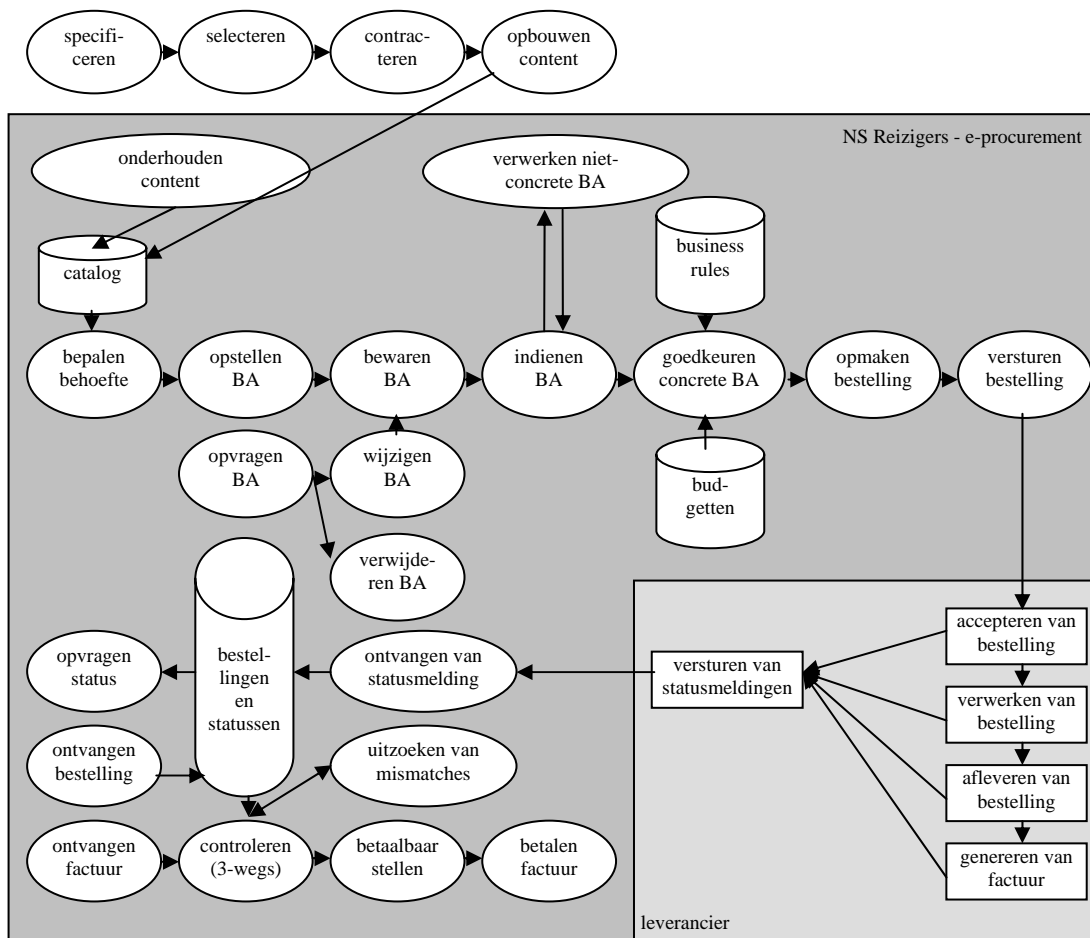 specifi-
ceren
selecteren
contrac-
teren
opbouwen
content
NS Reizigers - e-procurement
onderhouden
content
verwerken niet-
concrete BA
business
rules
catalog
bepalen
behoefte
opstellen
BA
bewaren
BA
indienen
BA
goedkeuren
concrete BA
opmaken
bestelling
versturen
bestelling
opvragen
BA
wijzigen
BA
bud-
getten
verwijde-
ren BA
accepteren van
bestelling
opvragen
status
bestel-
lingen
en
statussen
ontvangen van
statusmelding
versturen van
statusmeldingen
verwerken van
bestelling
ontvangen
bestelling
uitzoeken van
mismatches
afleveren van
bestelling
ontvangen
factuur
controleren
(3-wegs)
betaalbaar
stellen
betalen
factuur
genereren van
factuur
leverancier